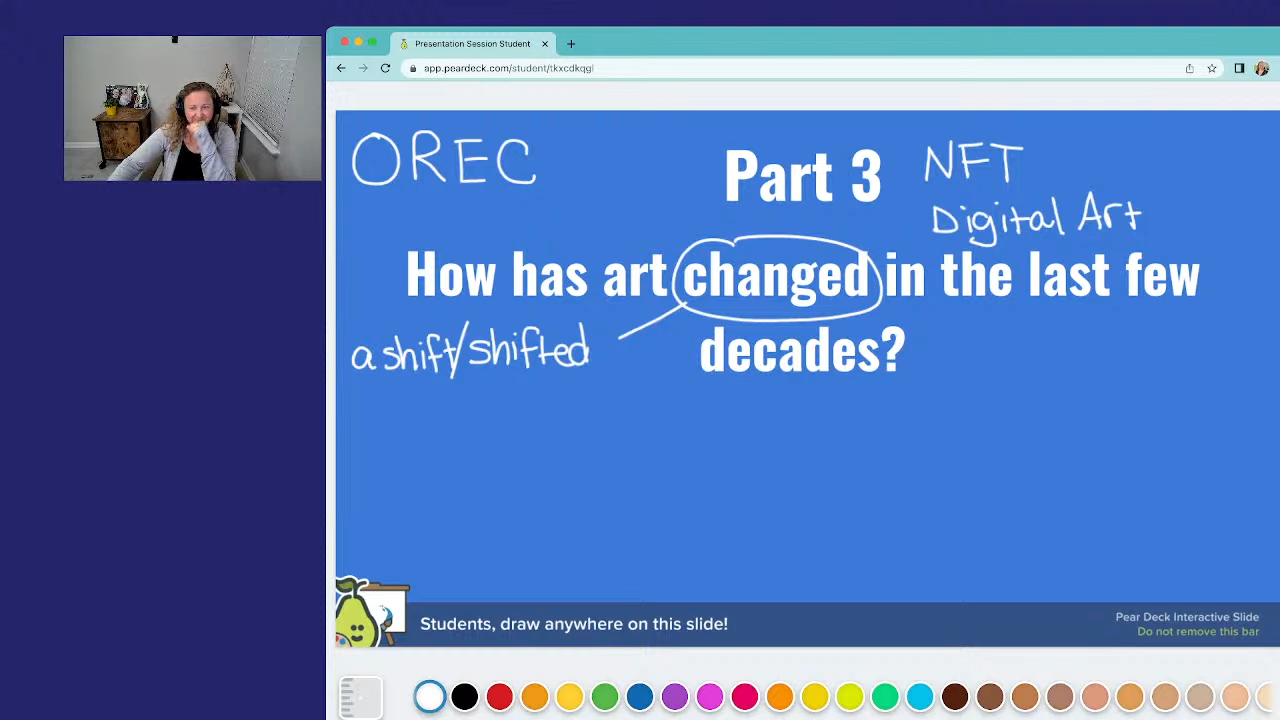 Presentation Session Student
app.peardeck.com/student/tkxcdkqgl
OREC
Part 3
NFT
Digital Art
How has art changed in the last few
decades?
a shift/shifted
Students, draw anywhere on this slide!
Pear Deck Interactive Slide
Do not remove this bar